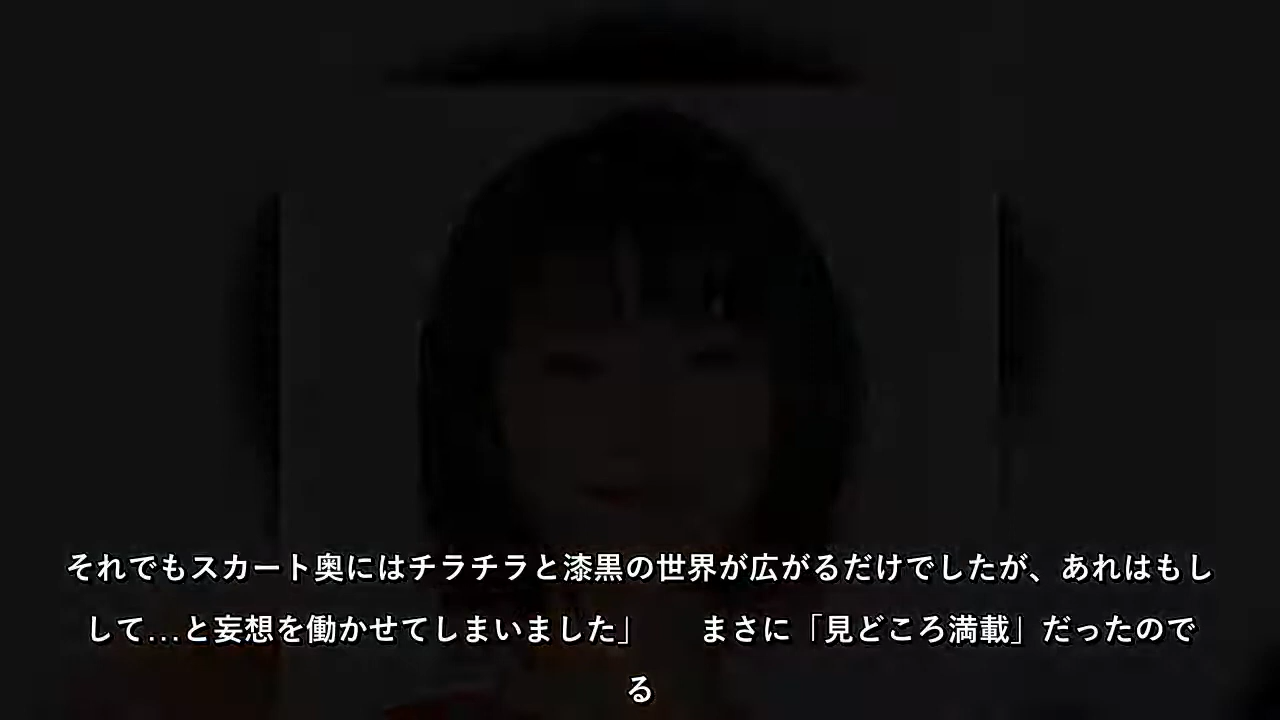 それでもスカート奥にはチラチラと漆黒の世界が広がるだけでしたが、あれはもし
して…と妄想を働かせてしまいました」　　まさに「見どころ満載」だったので
る